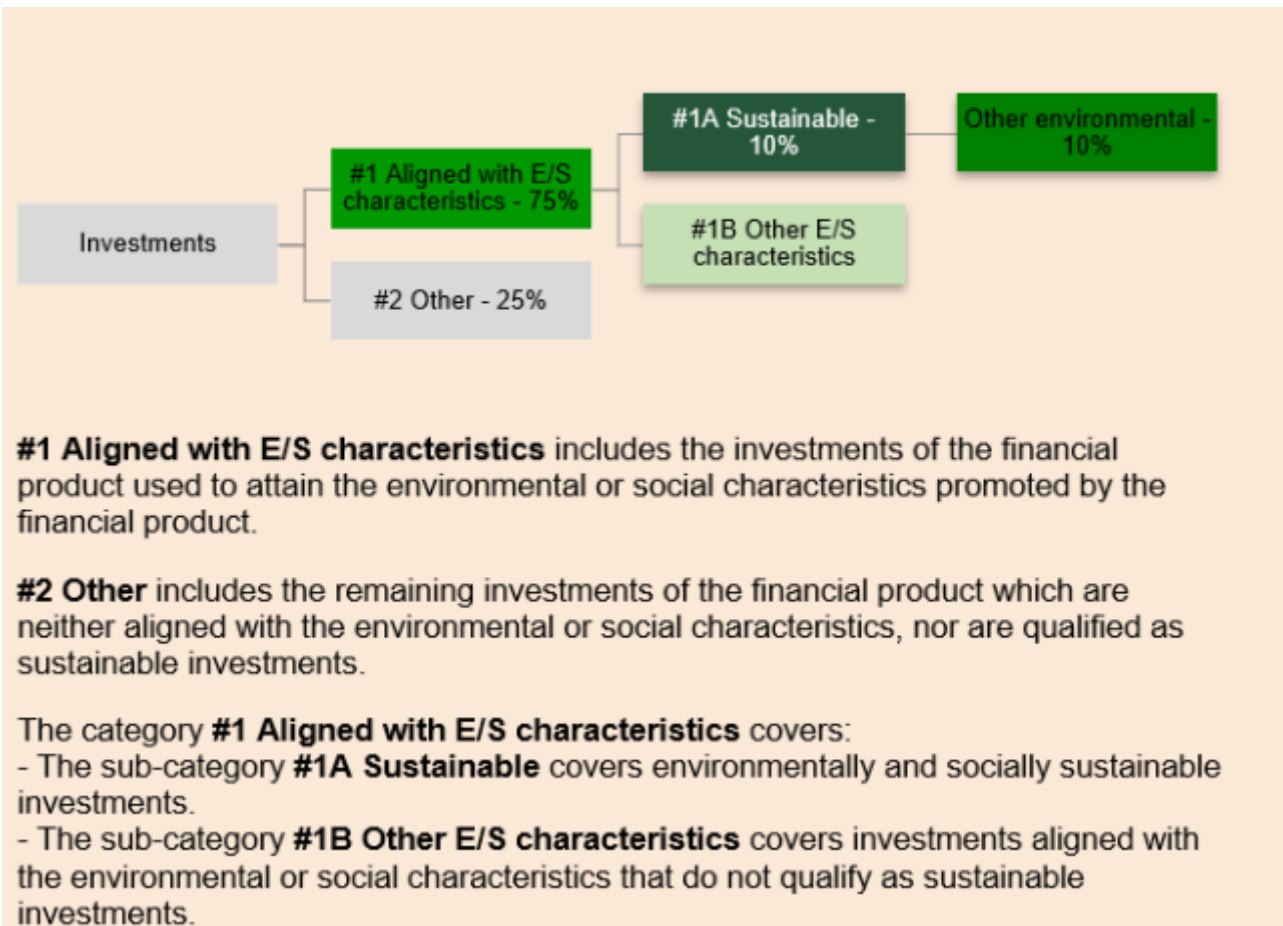 #1A Sustainable -
10%
Other environmental -
10%
#1 Aligned with E/S
characteristics - 75%
Investments
#1B Other E/S
characteristics
#2 Other - 25%
#1 Aligned with E/S characteristics includes the investments of the financial
product used to attain the environmental or social characteristics promoted by the
financial product.
#2 Other includes the remaining investments of the financial product which are
neither aligned with the environmental or social characteristics, nor are qualified as
sustainable investments.
The category #1 Aligned with E/S characteristics covers:
- The sub-category #1A Sustainable covers environmentally and socially sustainable
investments.
- The sub-category #1B Other E/S characteristics covers investments aligned with
the environmental or social characteristics that do not qualify as sustainable
investments.